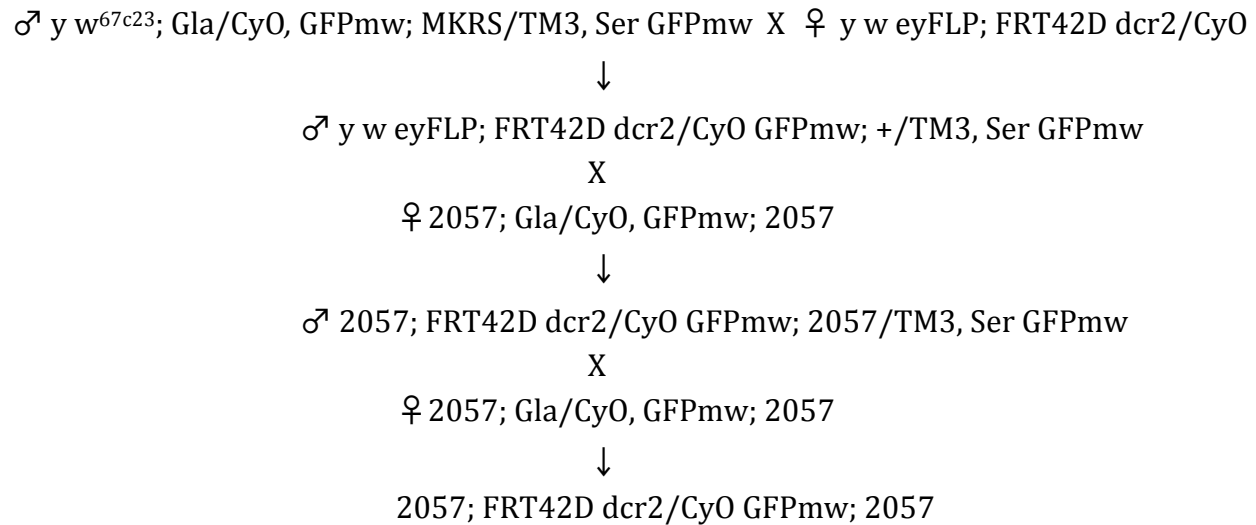 ♂ y w67c23; Gla/CyO, GFPmw; MKRS/TM3, Ser GFPmw X ♀ y w eyFLP; FRT42D dcr2/CyO
↓
♂ y w eyFLP; FRT42D dcr2/CyO GFPmw; +/TM3, Ser GFPmw
X
♀ 2057; Gla/CyO, GFPmw; 2057
↓
♂ 2057; FRT42D dcr2/CyO GFPmw; 2057/TM3, Ser GFPmw
X
♀ 2057; Gla/CyO, GFPmw; 2057
↓
2057; FRT42D dcr2/CyO GFPmw; 2057